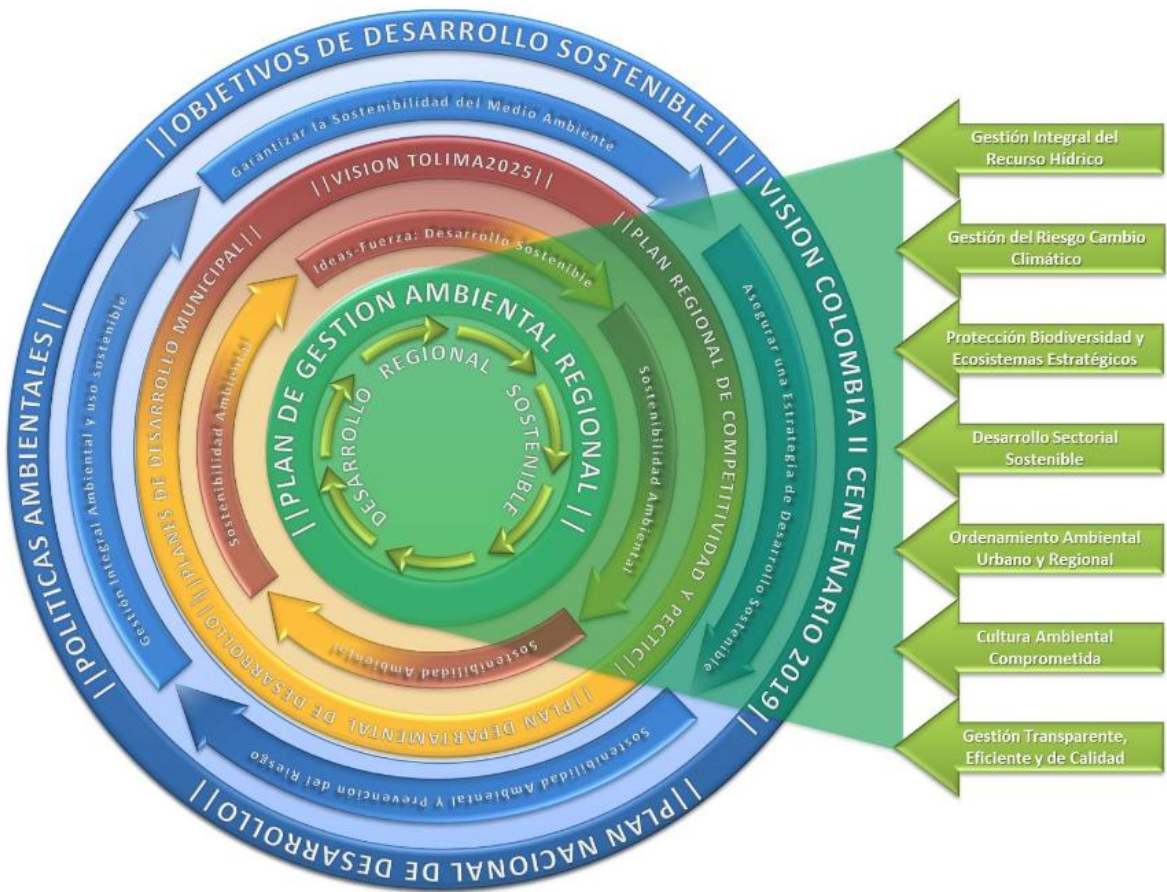 ||OBJETIVOS DE DESARROLLO SOSTENIBLE||
||VISION COLOMBIA II CENTENARIO 2019||
||PLAN NACIONAL DE DESARROLLO||
||POLITICAS AMBIENTALES||
Garantizar la Sostenibilidad del Medio Ambiente
Asegurar una Estrategia de Desarrollo Sostenible
Sostenibilidad Ambiental Y Prevención del Riesgo
Gestión Integral Ambiental y uso sostenible
||VISION TOLIMA2025||
||PLAN REGIONAL DE COMPETITIVIDAD Y PECTIC||
||PLAN DEPARTAMENTAL DE DESARROLLO||
||PLANES DE DESARROLLO MUNICIPAL||
Ideas-Fuerza: Desarrollo Sostenible
Sostenibilidad Ambiental
Sostenibilidad Ambiental
Sostenibilidad Ambiental
||PLAN DE GESTION AMBIENTAL REGIONAL ||
DESARROLLO REGIONAL SOSTENIBLE
Gestión Integral del
Recurso Hídrico
Gestión del Riesgo Cambio
Climático
Protección Biodiversidad y
Ecosistemas Estratégicos
Desarrollo Sectorial
Sostenible
Ordenamiento Ambiental
Urbano y Regional
Cultura Ambiental
Comprometida
Gestión Transparente,
Eficiente y de Calidad